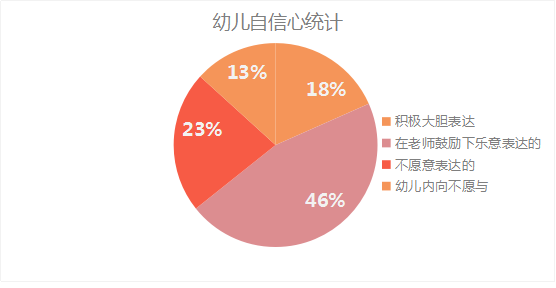 幼儿自信心统计
13%
18%
23%
46%
积极大胆表达
在老师鼓励下乐意表达的
不愿意表达的
幼儿内向不愿与